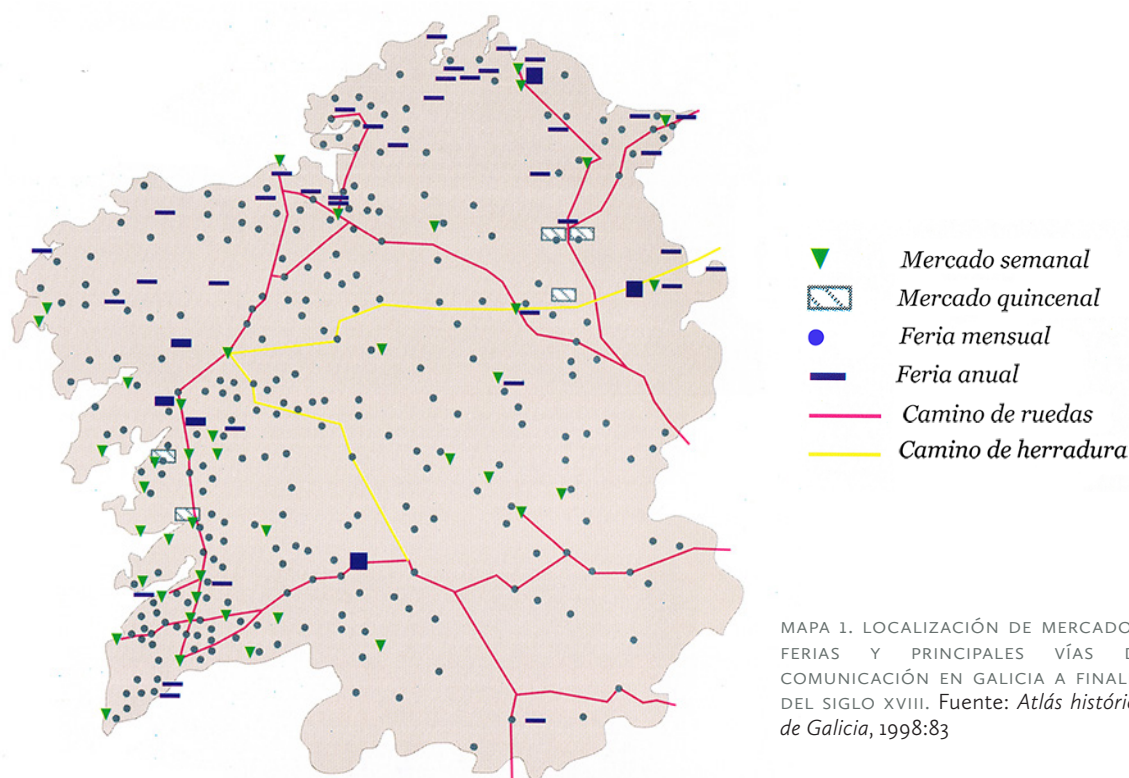 Mercado semanal
Mercado quincenal
Feria mensual
Feria anual
Camino de ruedas
Camino de herradura
MAPA 1. LOCALIZACIÓN DE MERCADO
FERIAS Y PRINCIPALES VÍAS D
COMUNICACIÓN EN GALICIA A FINAL
DEL SIGLO XVIII. Fuente: Atlás históri
de Galicia, 1998:83